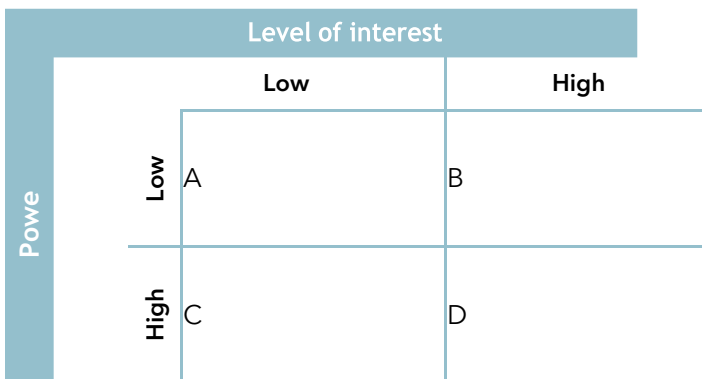 Level of interest
Low High
Low A B
Powe
High C D